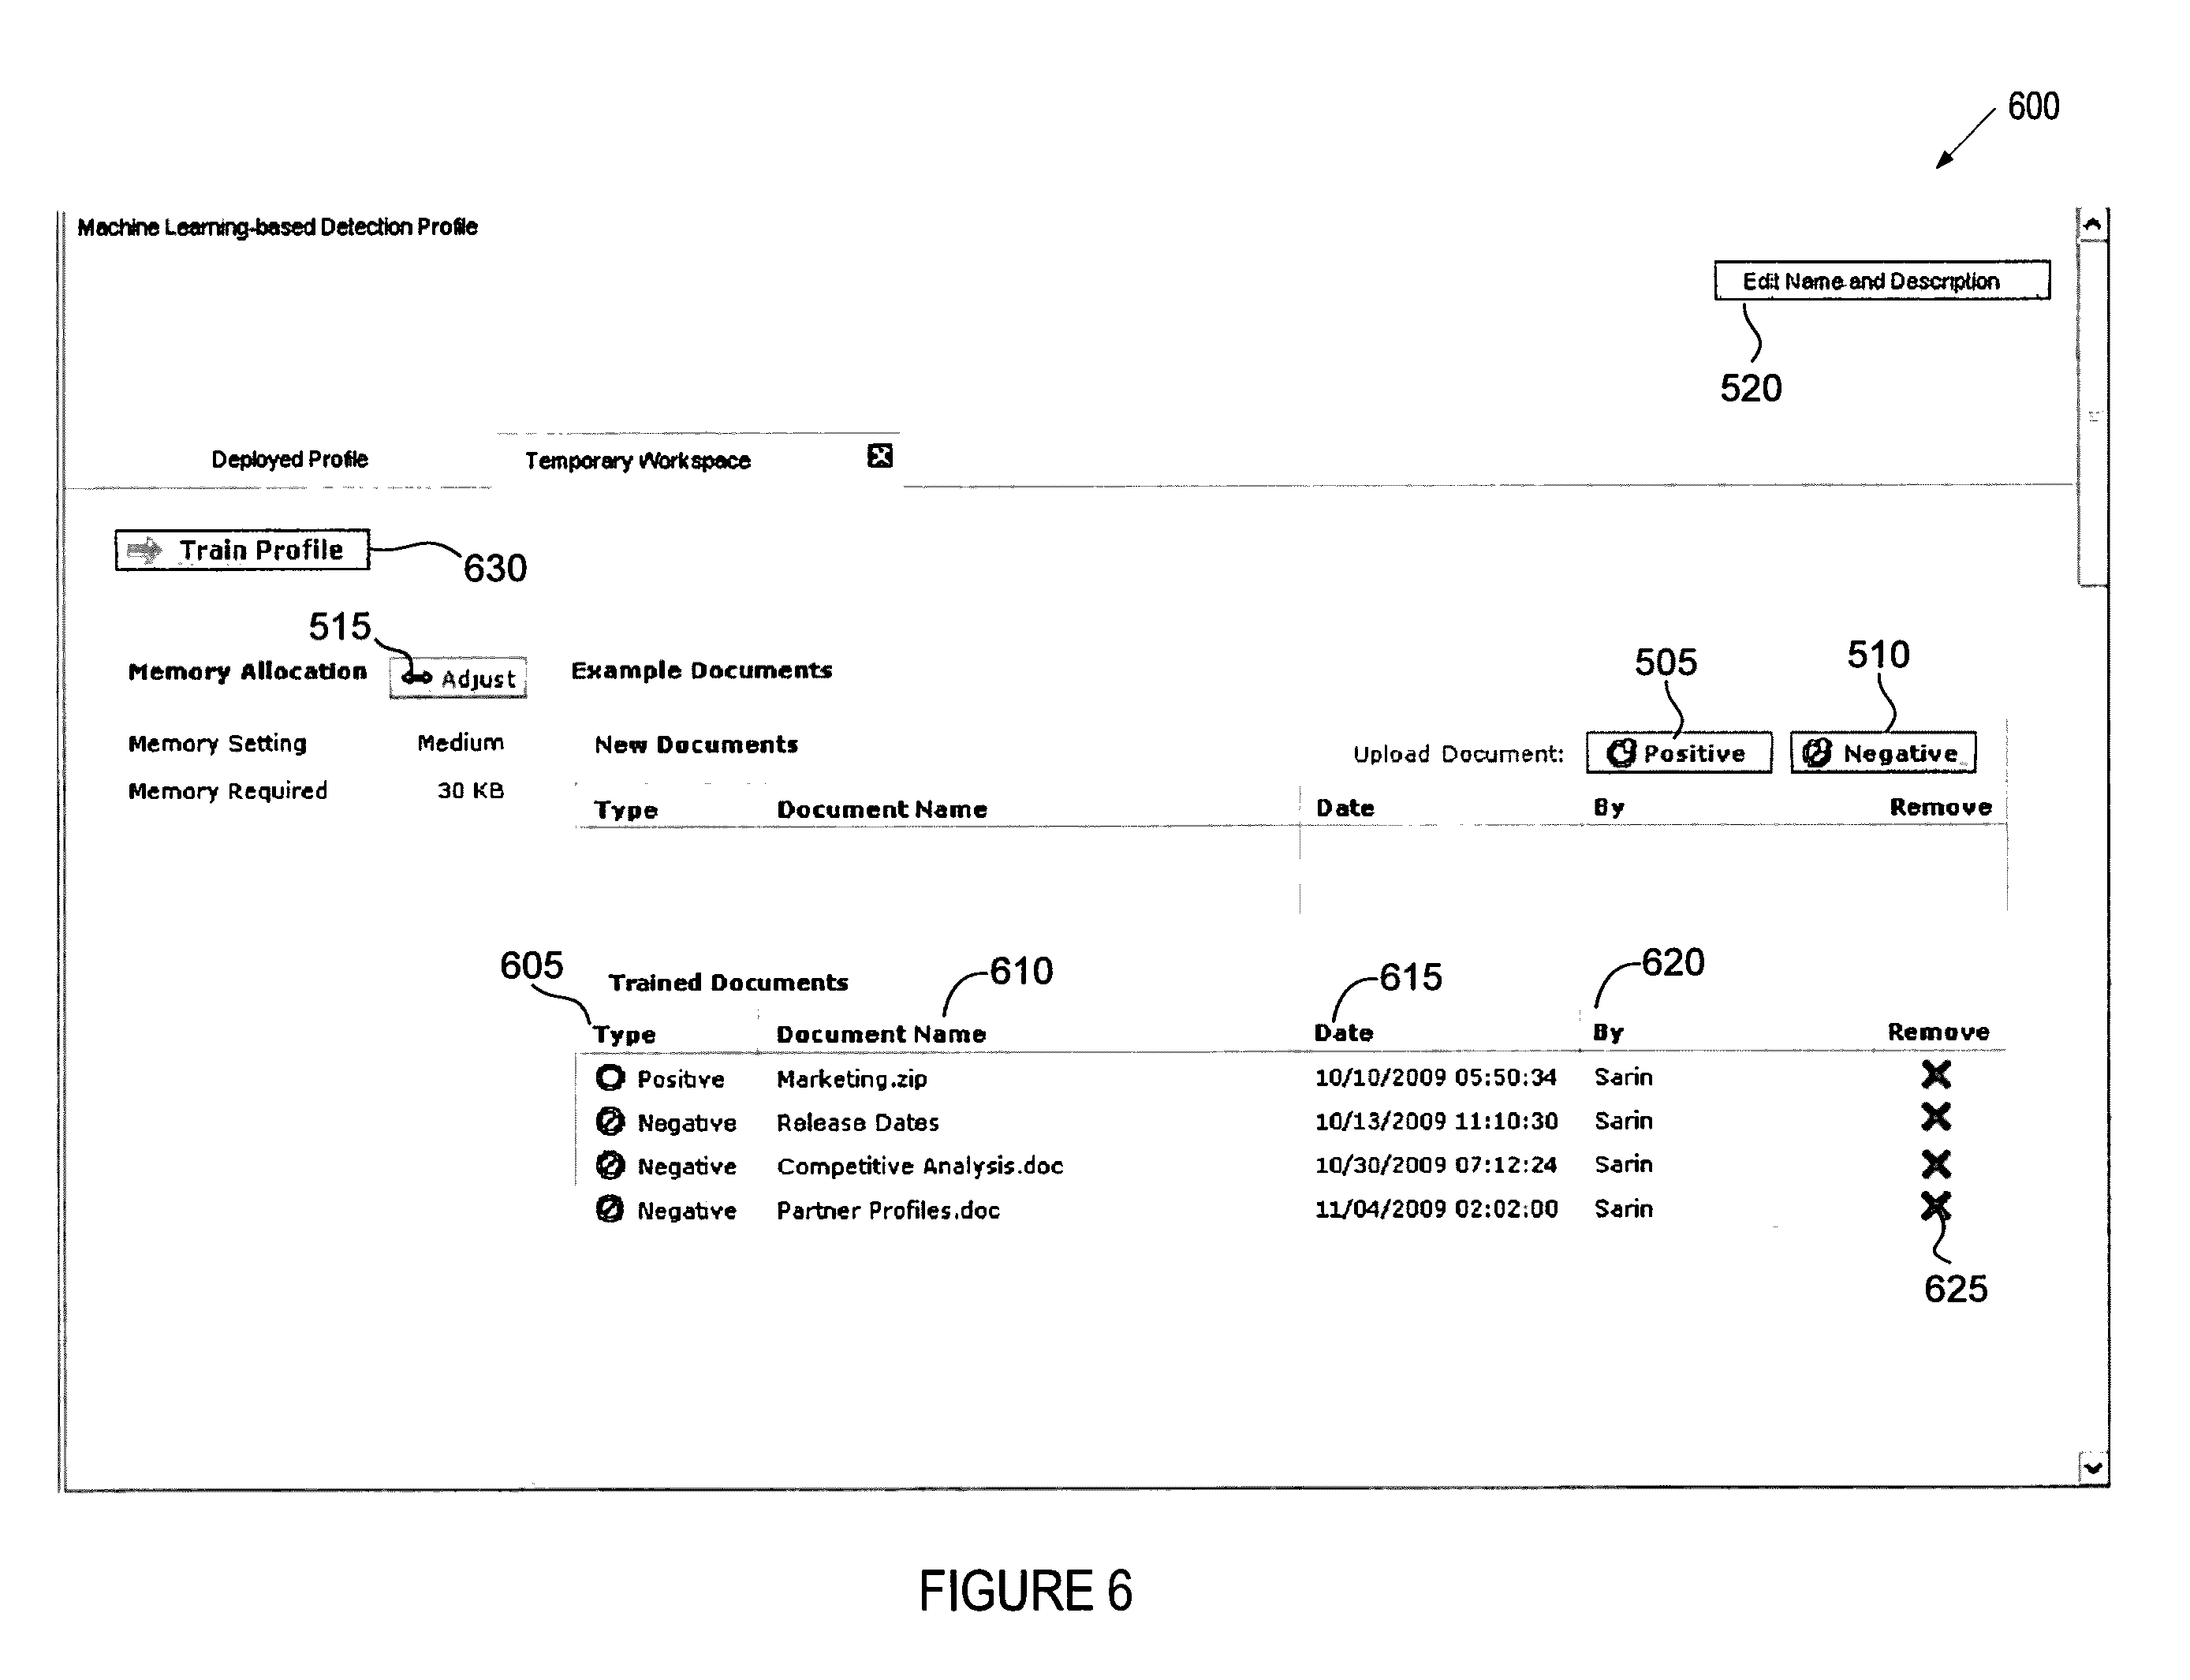 600
Machine Learning-based Detection Profile
Edit Name and Description
520
Deployed Profile Temporary Workspace
Train Profile
630
515
Memory Allocation Adjust Example Documents
505 510
Memory Setting Medium New Documents Upload Document: Positive Negative
Memory Required 30 KB
Type Document Name Date By Remove
605 Trained Documents 610 615 620
Type Document Name Date By Remove
Positive Marketing.zip 10/10/2009 05:50:34 Sarin
Negative Release Dates 10/13/2009 11:10:30 Sarin
Negative Competitive Analysis.doc 10/30/2009 07:12:24 Sarin
Negative Partner Profiles.doc 11/04/2009 02:02:00 Sarin
625
FIGURE 6